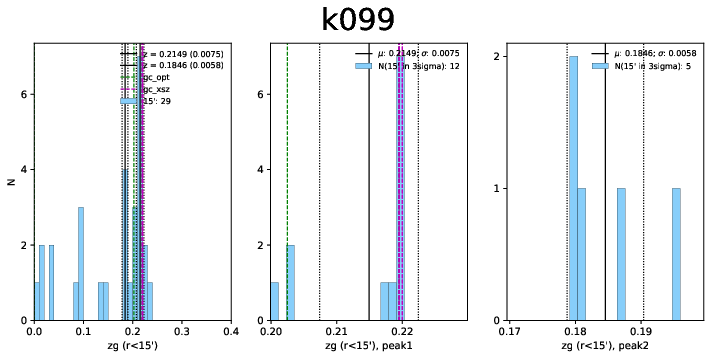 k099
z = 0.2149 (0.0075)
z = 0.1846 (0.0058)
gc_opt
gc_xsz
15': 29
N
0
2
4
6
0.0
0.1
0.2
0.3
0.4
zg (r<15')
μ: 0.2149; σ: 0.0075
N(15' in 3sigma): 12
0
2
4
6
0.20
0.21
0.22
zg (r<15'), peak1
μ: 0.1846; σ: 0.0058
N(15' in 3sigma): 5
0
1
2
0.17
0.18
0.19
zg (r<15'), peak2